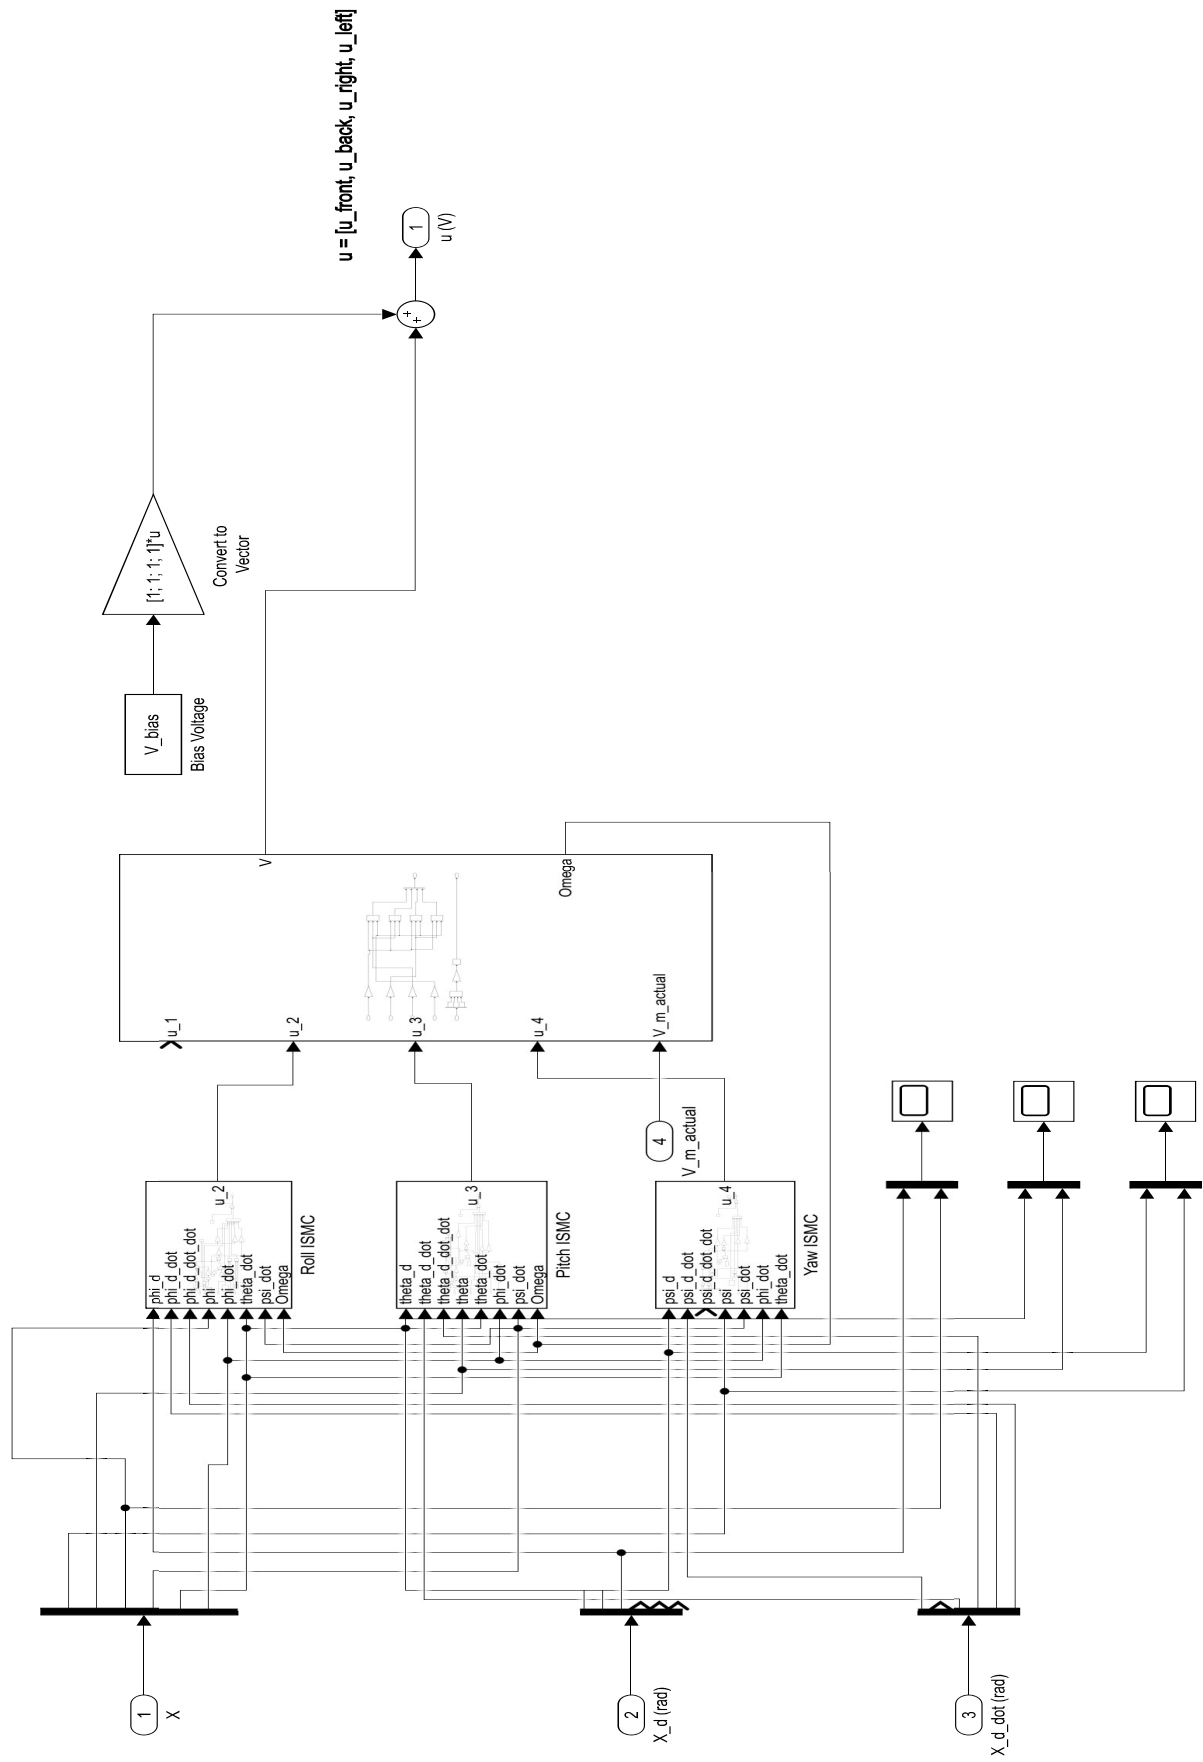 1
X
2
X_d (rad)
3
X_d_dot (rad)
phi_d
phi_d_dot
phi_d_dot_dot
phi
phi_dot
theta_dot
psi_dot
Omega
u_2
Roll ISMC
theta_d
theta_d_dot
theta_d_dot_dot
theta
theta_dot
phi_dot
psi_dot
Omega
u_3
Pitch ISMC
psi_d
psi_d_dot
psi_d_dot_dot
psi
psi_dot
phi_dot
theta_dot
u_4
Yaw ISMC
4
V_m_actual
u_1
u_2
u_3
u_4
V_m_actual
V
Omega
V_bias
Bias Voltage
[1; 1; 1; 1]*u
Convert to
Vector
+
+
1
u (V)
u = [u_front, u_back, u_right, u_left]